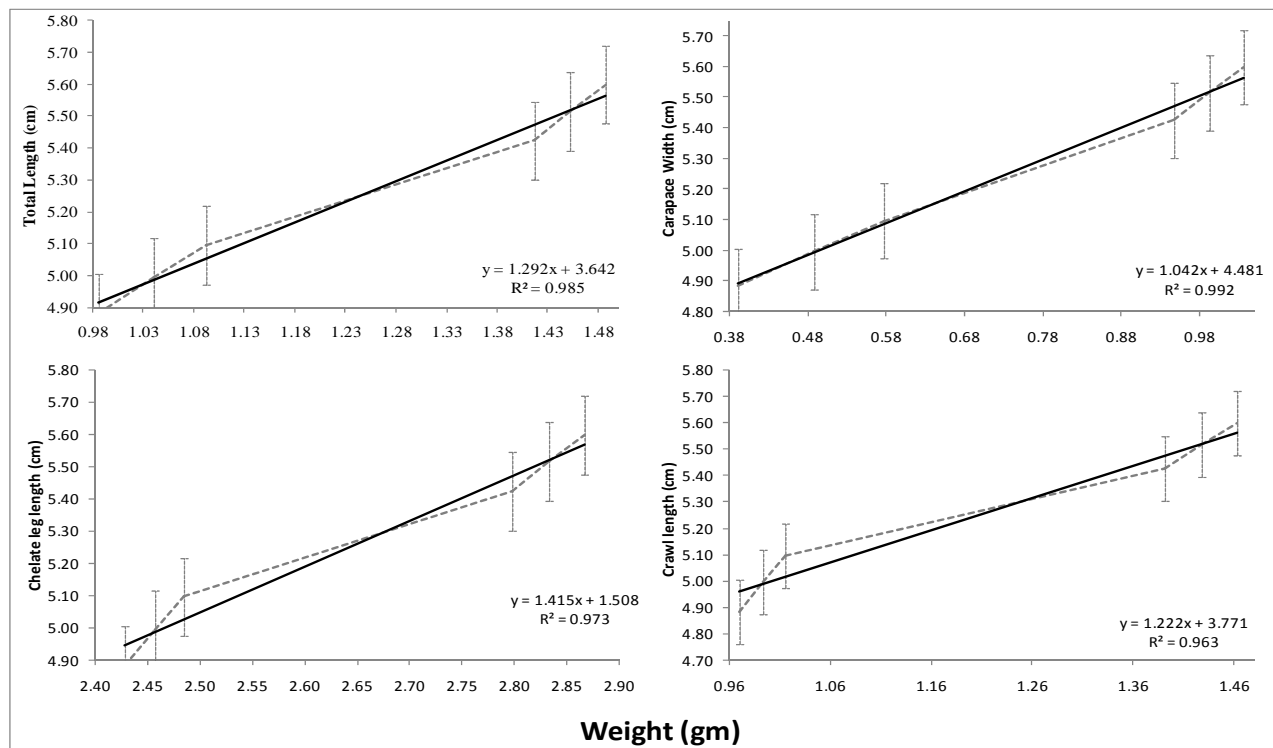 5.80
5.70
5.60
5.50
5.40
5.30
5.20
5.10
5.00
4.90
Total Length (cm)
y = 1.292x + 3.642
R² = 0.985
0.98 1.03 1.08 1.13 1.18 1.23 1.28 1.33 1.38 1.43 1.48
5.70
5.60
5.50
5.40
5.30
5.20
5.10
5.00
4.90
4.80
Carapace Width (cm)
y = 1.042x + 4.481
R² = 0.992
0.38 0.48 0.58 0.68 0.78 0.88 0.98
5.80
5.70
5.60
5.50
5.40
5.30
5.20
5.10
5.00
4.90
Chelate leg length (cm)
y = 1.415x + 1.508
R² = 0.973
2.40 2.45 2.50 2.55 2.60 2.65 2.70 2.75 2.80 2.85 2.90
5.80
5.70
5.60
5.50
5.40
5.30
5.20
5.10
5.00
4.90
4.80
4.70
Crawl length (cm)
y = 1.222x + 3.771
R² = 0.963
0.96 1.06 1.16 1.26 1.36 1.46
Weight (gm)